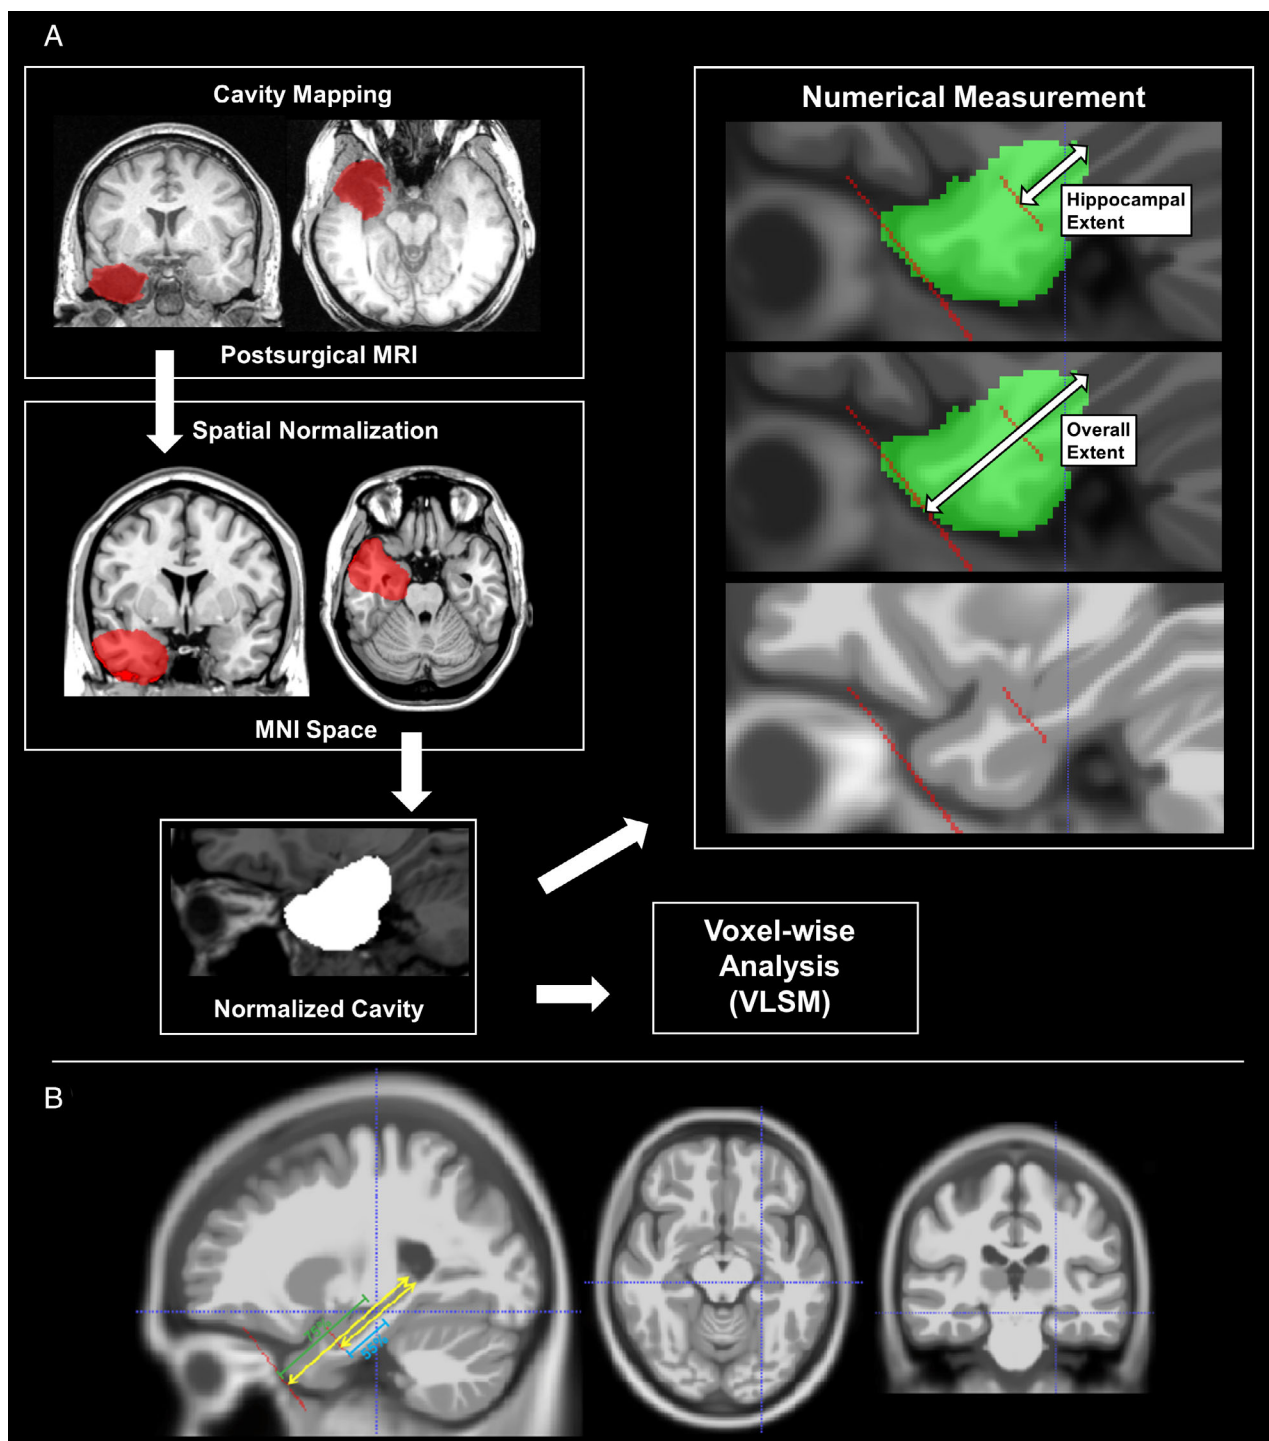 A
Cavity Mapping
Postsurgical MRI
Spatial Normalization
MNI Space
Normalized Cavity
Numerical Measurement
Hippocampal
Extent
Overall
Extent
Voxel-wise
Analysis
(VLSM)
B
55%